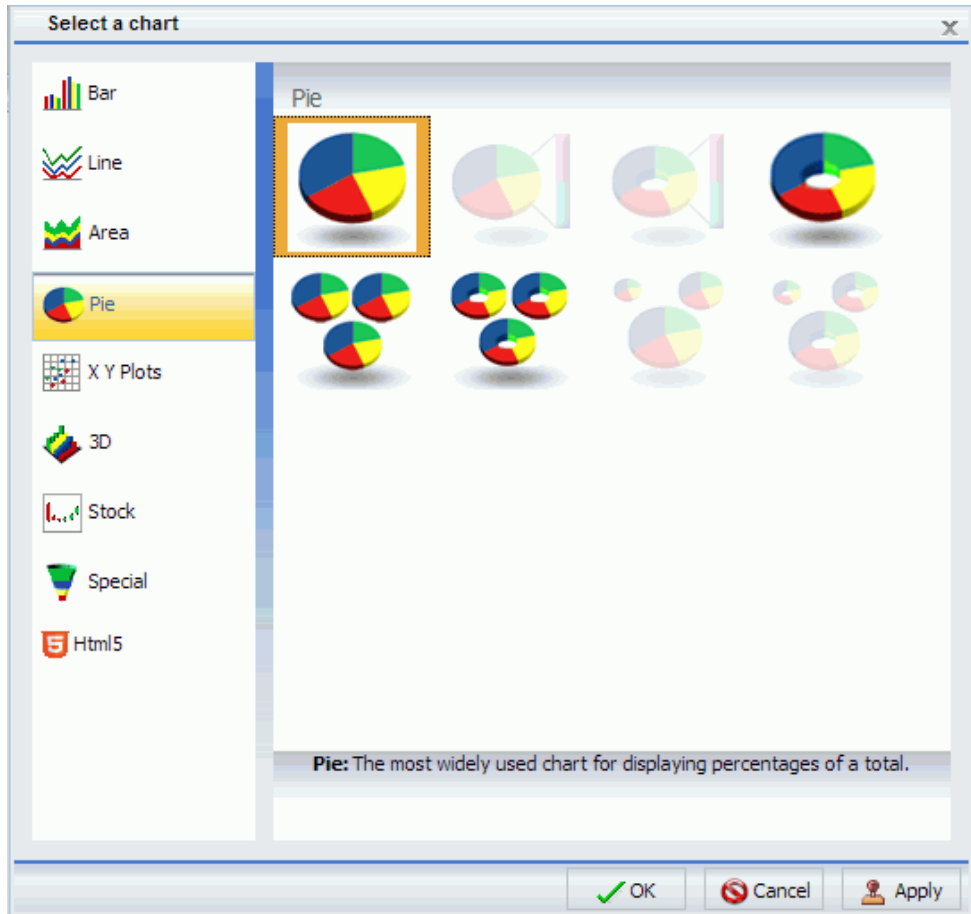 Select a chart
x
Bar
Line
Area
Pie
X Y Plots
3D
Stock
Special
5 Html5
Pie
Pie: The most widely used chart for displaying percentages of a total.
OK
Cancel
Apply